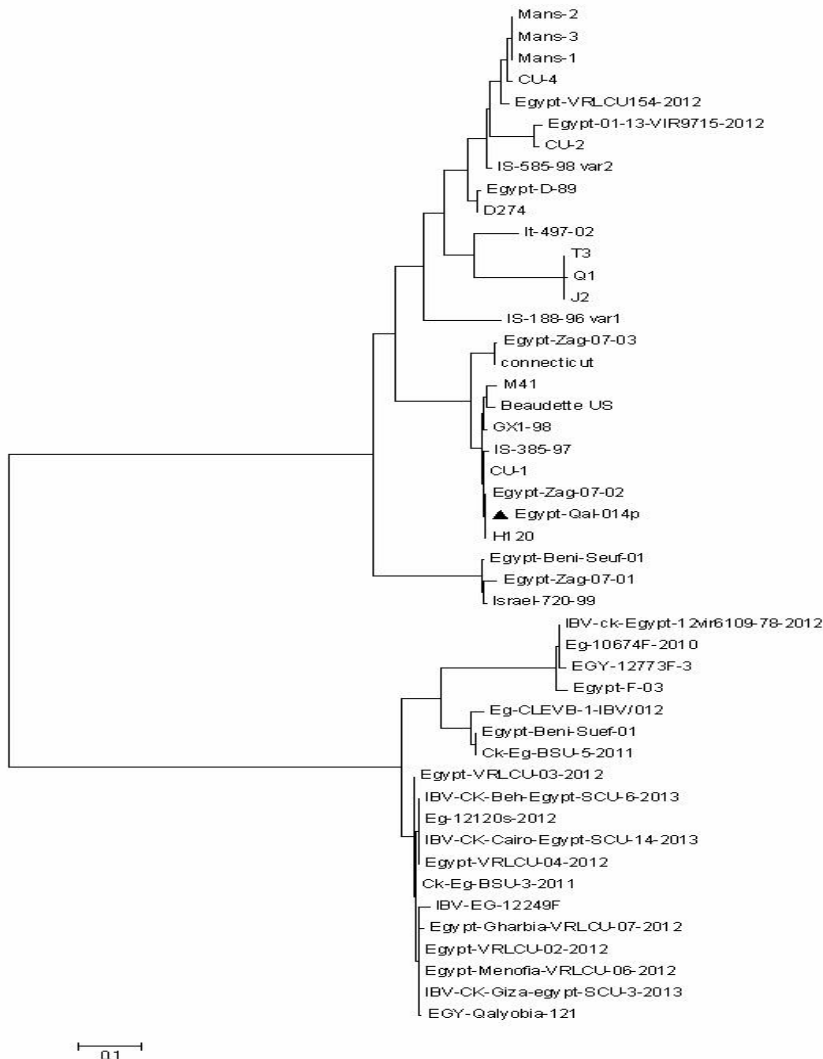 Mans-2
Mans-3
Mans-1
CU-4
Egypt-VRLCU154-2012
Egypt-01-13-VIR9715-2012
CU-2
IS-585-98 var2
Egypt-D-89
D274
It-497-02
T3
Q1
J2
IS-188-96 var1
Egypt-Zag-07-03
connecticut
M41
Beaudette US
GX1-98
IS-385-97
CU-1
Egypt-Zag-07-02
Egypt-Qal-014p
H120
Egypt-Beni-Seuf-01
Egypt-Zag-07-01
Israel-720-99
IBV-ck-Egypt-12vir6109-78-2012
Eg-10674F-2010
EGY-12773F-3
Egypt-F-03
Eg-CLEVB-1-IBV/012
Egypt-Beni-Suef-01
Ck-Eg-BSU-5-2011
Egypt-VRLCU-03-2012
IBV-CK-Beh-Egypt-SCU-6-2013
Eg-12120s-2012
IBV-CK-Cairo-Egypt-SCU-14-2013
Egypt-VRLCU-04-2012
Ck-Eg-BSU-3-2011
IBV-EG-12249F
Egypt-Gharbia-VRLCU-07-2012
Egypt-VRLCU-02-2012
Egypt-Menofia-VRLCU-06-2012
IBV-CK-Giza-egypt-SCU-3-2013
EGY-Qalyobia-121
0.1